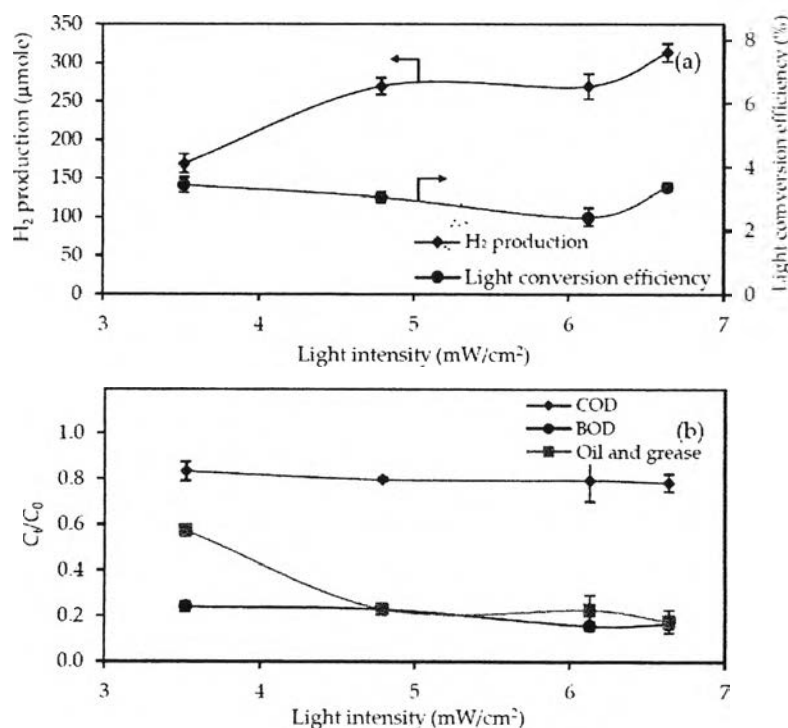 350
300
250
200
150
100
50
0
H₂ production (µmole)
8
6
4
2
0
Light comversion efficiency (%)
(a)
H₂ production
Light conversion efficiency
3 4 5 6 7
Light intensity (mW/cm²)
1.0
0.8
0.6
0.4
0.2
0.0
Cₜ/C₀
COD
BOD
Oil and grease
(b)
3 4 5 6 7
Light intensity (mW/cm²)